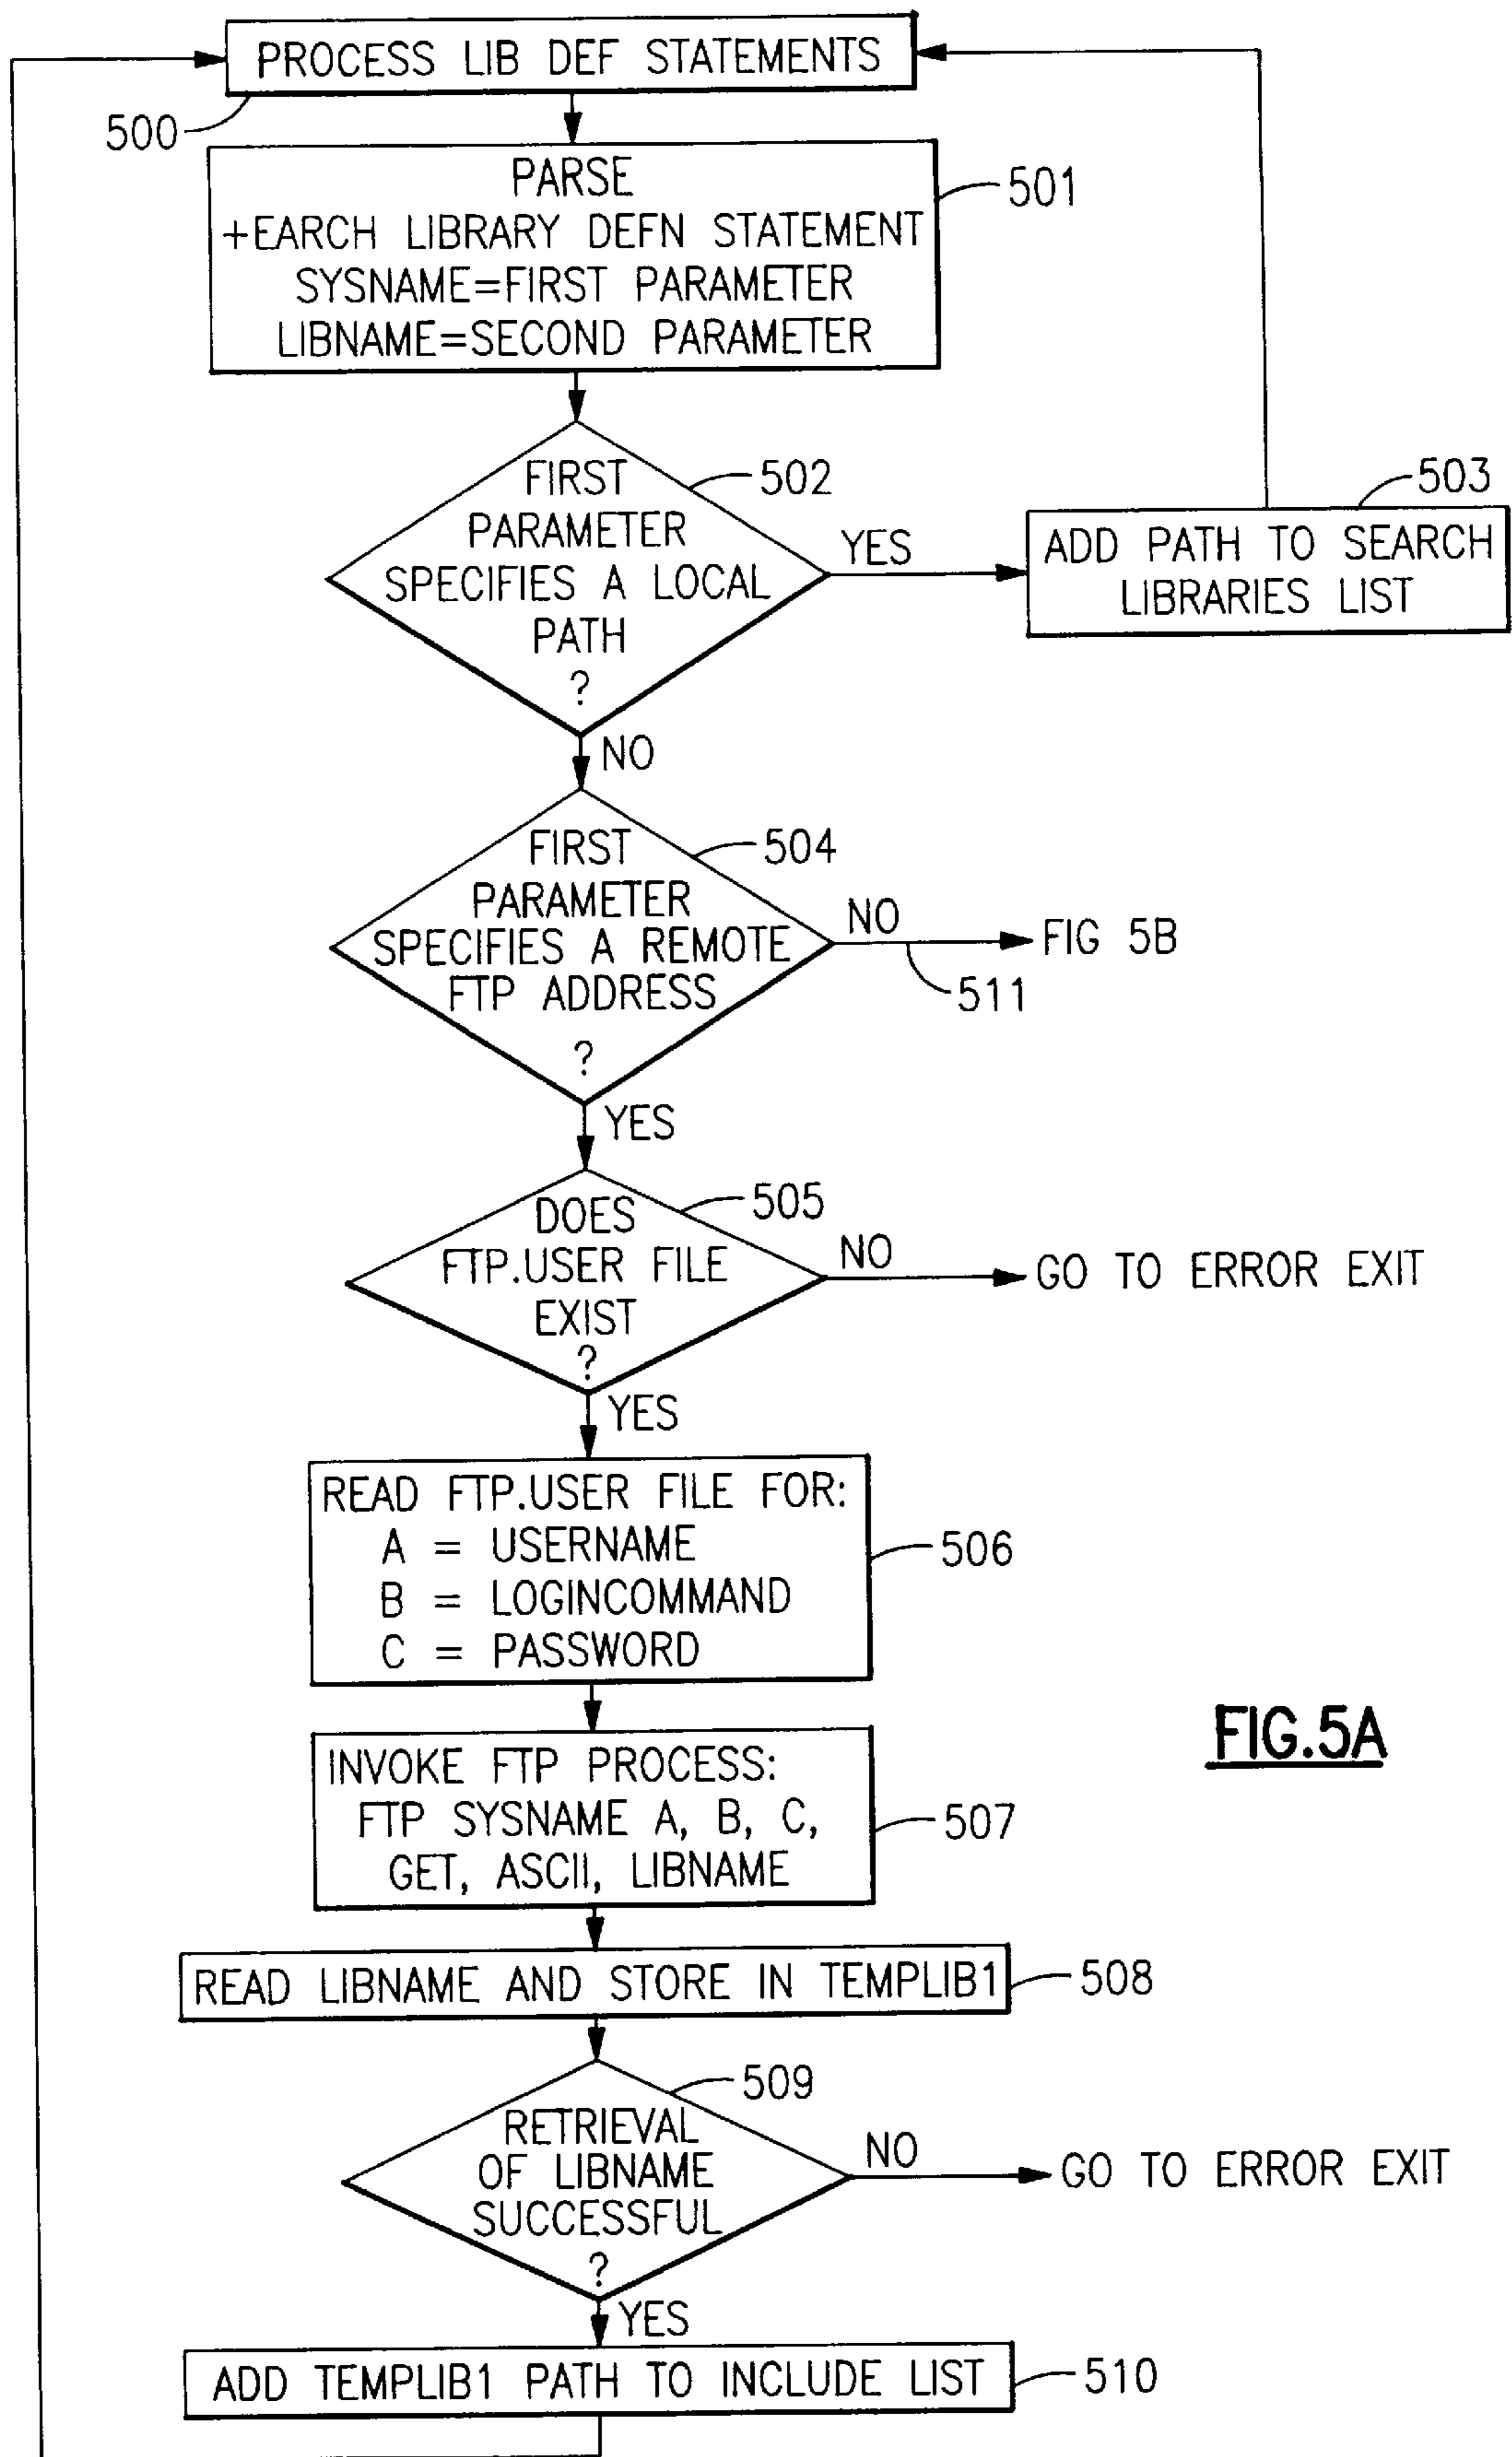 PROCESS LIB DEF STATEMENTS
500
PARSE
+EARCH LIBRARY DEFN STATEMENT
SYSNAME=FIRST PARAMETER
LIBNAME=SECOND PARAMETER
501
FIRST
PARAMETER
SPECIFIES A LOCAL
PATH
?
502
YES
503
ADD PATH TO SEARCH
LIBRARIES LIST
NO
FIRST
PARAMETER
SPECIFIES A REMOTE
FTP ADDRESS
?
504
NO
511
FIG 5B
YES
DOES
FTP.USER FILE
EXIST
?
505
NO
GO TO ERROR EXIT
YES
READ FTP.USER FILE FOR:
A = USERNAME
B = LOGINCOMMAND
C = PASSWORD
506
INVOKE FTP PROCESS:
FTP SYSNAME A, B, C,
GET, ASCII, LIBNAME
507
FIG.5A
READ LIBNAME AND STORE IN TEMPLIB1
508
RETRIEVAL
OF LIBNAME
SUCCESSFUL
?
509
NO
GO TO ERROR EXIT
YES
ADD TEMPLIB1 PATH TO INCLUDE LIST
510